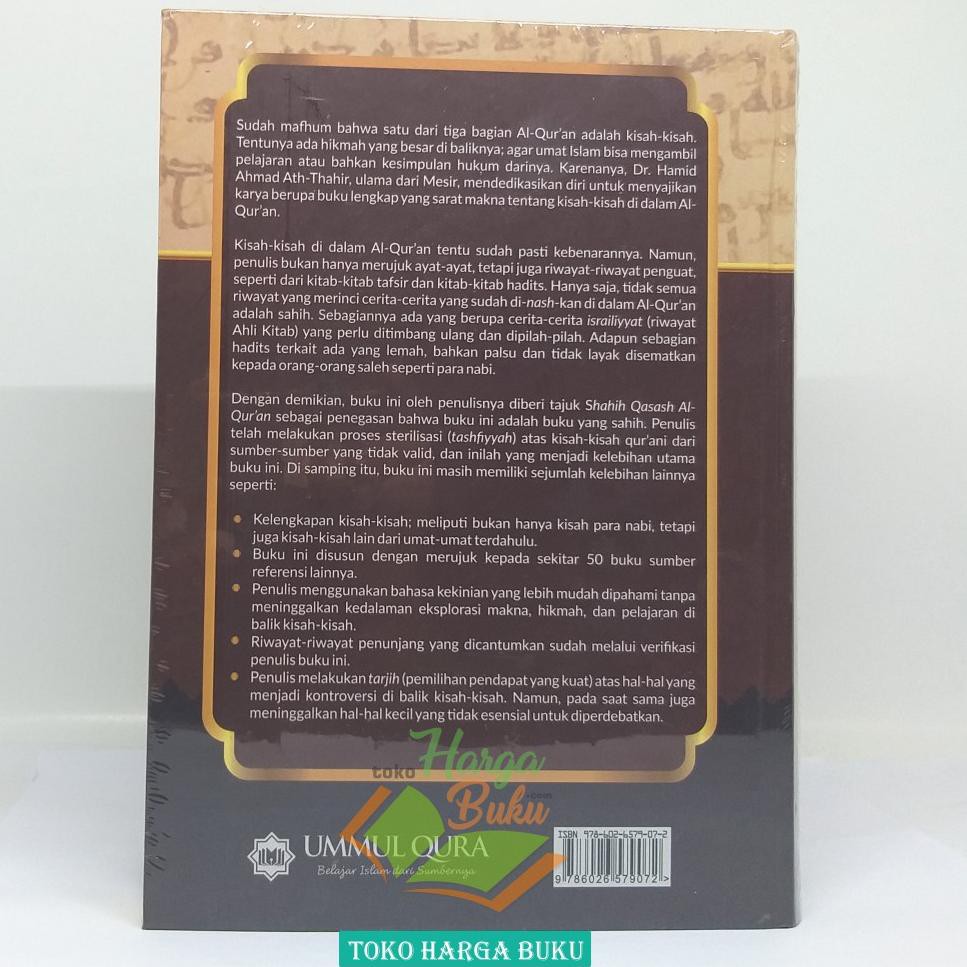 Sudah mafhum bahwa satu dari tiga bagian Al-Qur'an adalah kisah-kisah.
Tentunya ada hikmah yang besar di baliknya; agar umat Islam bisa mengambil
pelajaran atau bahkan kesimpulan hukum darinya. Karenanya, Dr. Hamid
Ahmad Ath-Thahir, ulama dari Mesir, mendedikasikan diri untuk menyajikan
karya berupa buku lengkap yang sarat makna tentang kisah-kisah di dalam Al-
Qur'an.
Kisah-kisah di dalam Al-Qur'an tentu sudah pasti kebenarannya. Namun,
penulis bukan hanya merujuk ayat-ayat, tetapi juga riwayat-riwayat penguat,
seperti dari kitab-kitab tafsir dan kitab-kitab hadits. Hanya saja, tidak semua
riwayat yang merinci cerita-cerita yang sudah di-nash-kan di dalam Al-Qur'an
adalah sahih. Sebagiannya ada yang berupa cerita-cerita israiliyyat (riwayat
Ahli Kitab) yang perlu ditimbang ulang dan dipilah-pilah. Adapun sebagian
hadits terkait ada yang lemah, bahkan palsu dan tidak layak disematkan
kepada orang-orang saleh seperti para nabi.
Dengan demikian, buku ini oleh penulisnya diberi tajuk Shahih Qasash Al-
Qur'an sebagai penegasan bahwa buku ini adalah buku yang sahih. Penulis
telah melakukan proses sterilisasi (tashfiyyah) atas kisah-kisah qur'ani dari
sumber-sumber yang tidak valid, dan inilah yang menjadi kelebihan utama
buku ini. Di samping itu, buku ini masih memiliki sejumlah kelebihan lainnya
seperti:
• Kelengkapan kisah-kisah; meliputi bukan hanya kisah para nabi, tetapi
juga kisah-kisah lain dari umat-umat terdahulu.
• Buku ini disusun dengan merujuk kepada sekitar 50 buku sumber
referensi lainnya.
• Penulis menggunakan bahasa kekinian yang lebih mudah dipahami tanpa
meninggalkan kedalaman eksplorasi makna, hikmah, dan pelajaran di
balik kisah-kisah.
• Riwayat-riwayat penunjang yang dicantumkan sudah melalui verifikasi
penulis buku ini.
• Penulis melakukan tarjih (pemilihan pendapat yang kuat) atas hal-hal yang
menjadi kontroversi di balik kisah-kisah. Namun, pada saat sama juga
meninggalkan hal-hal kecil yang tidak esensial untuk diperdebatkan.
toko Harga
Buku
.com
UMMUL QURA
Belajar Islam dari Sumbernya
ISBN 978-602-6579-07-2
9 786026 579072 >
TOKO HARGA BUKU